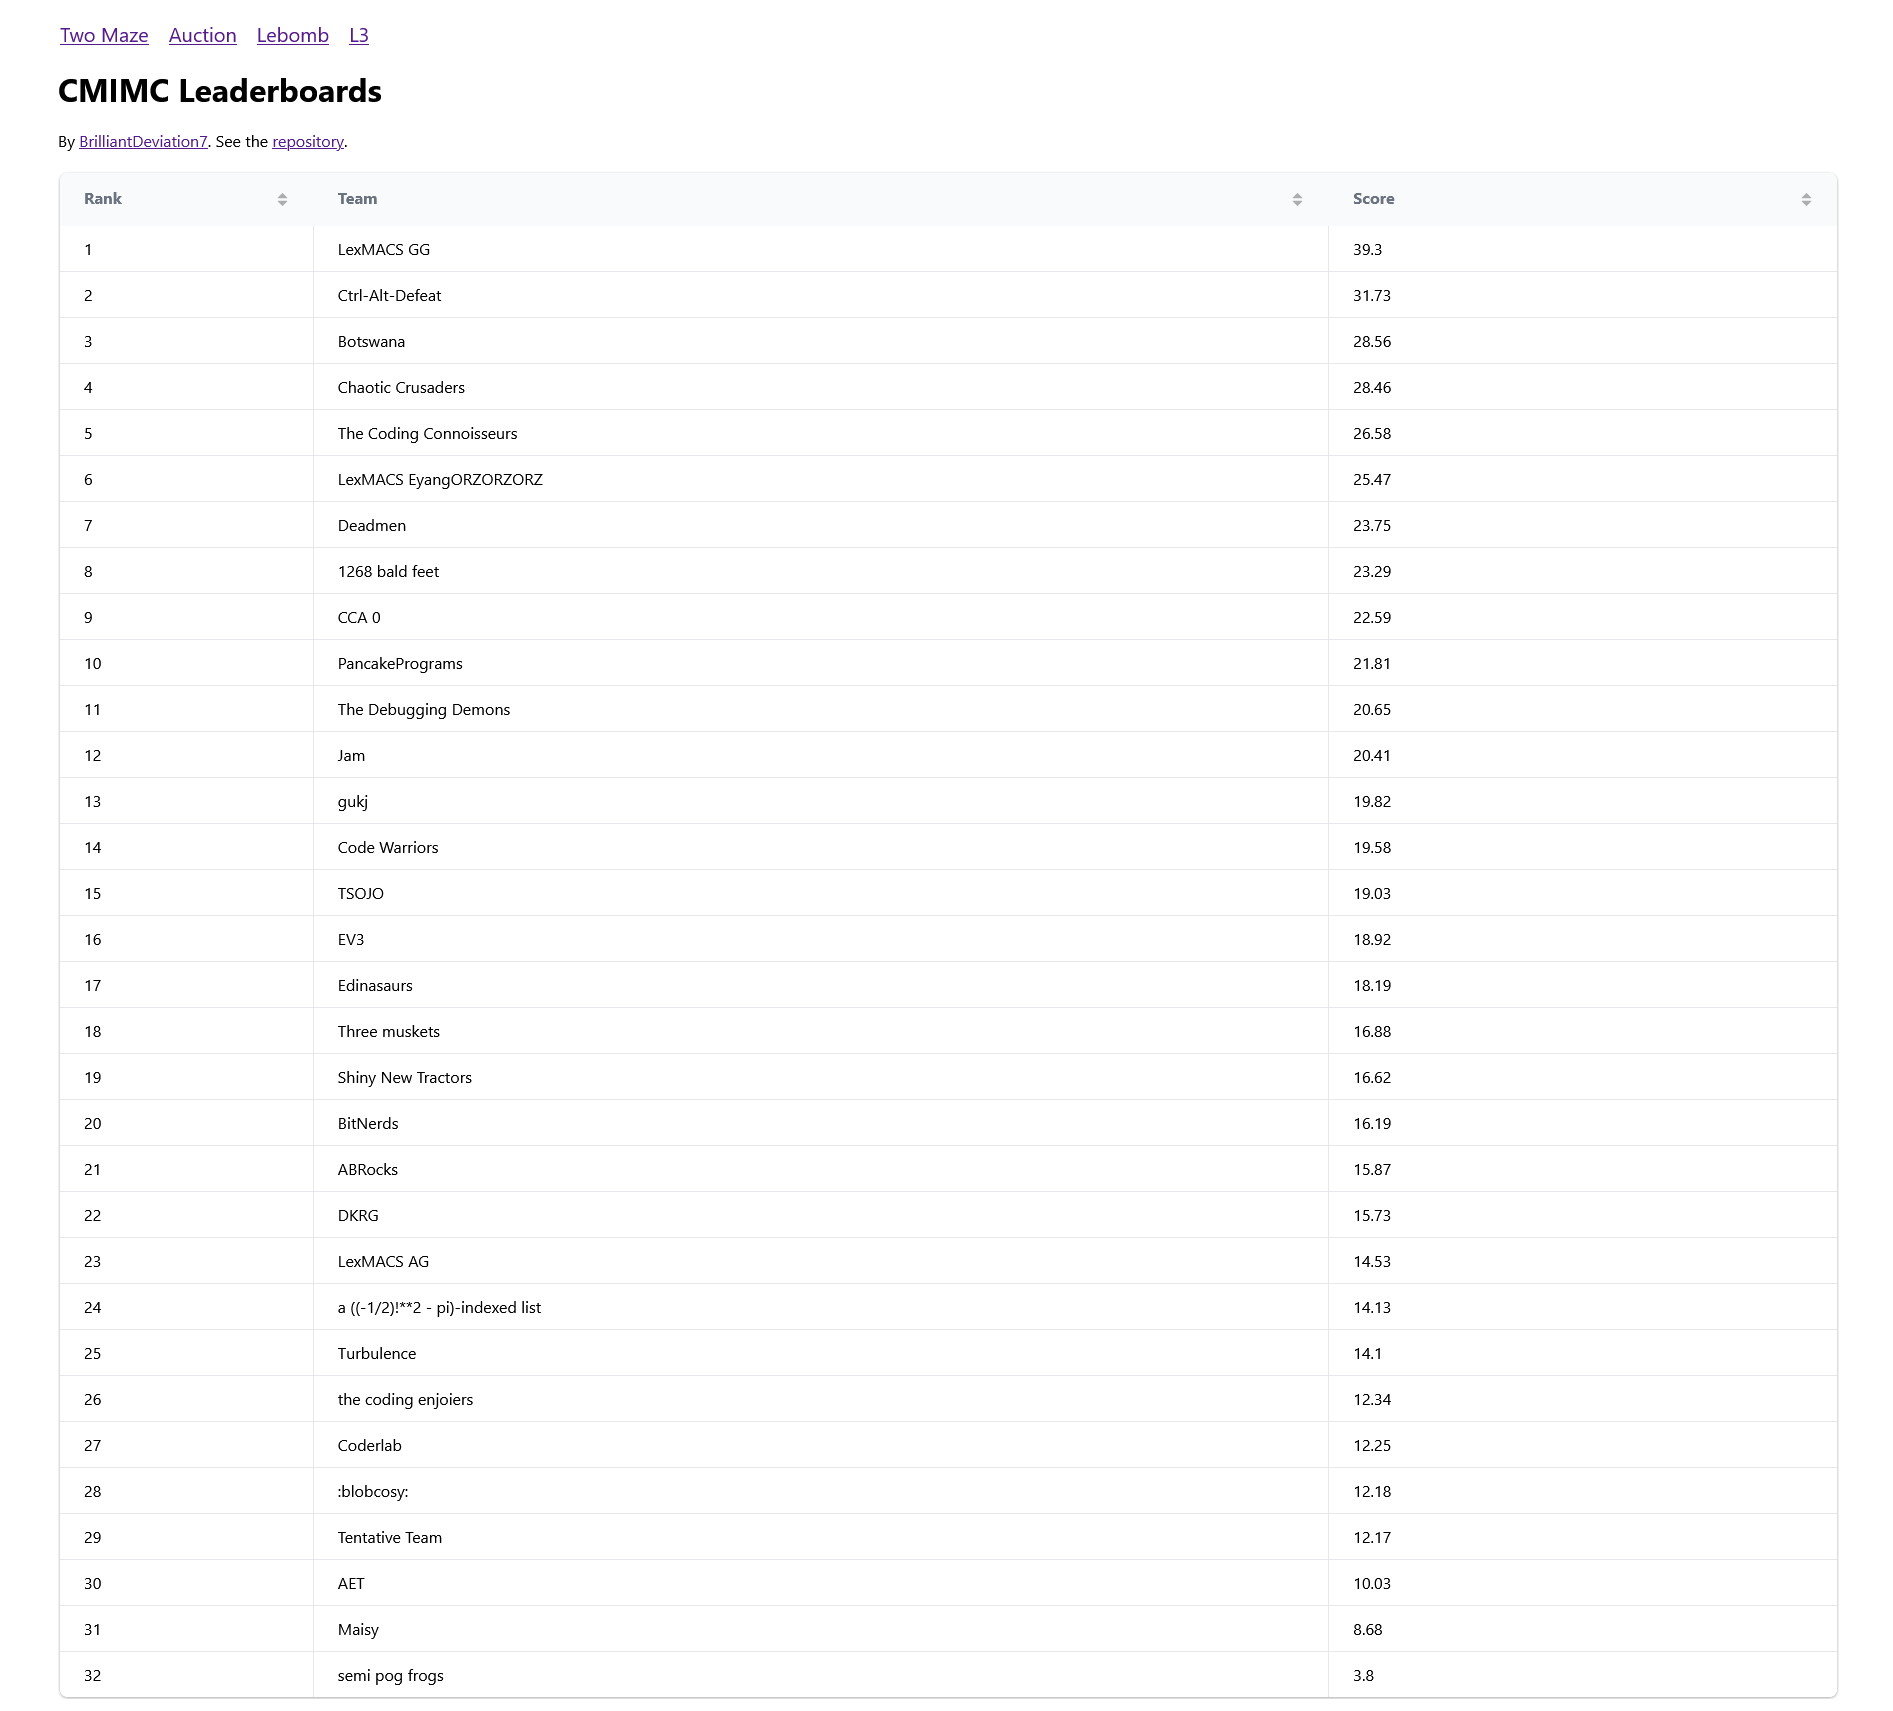 Two Maze Auction Lebomb L3
CMIMC Leaderboards
By BrilliantDeviation7. See the repository.
Rank Team Score
1 LexMACS GG 39.3
2 Ctrl-Alt-Defeat 31.73
3 Botswana 28.56
4 Chaotic Crusaders 28.46
5 The Coding Connoisseurs 26.58
6 LexMACS EyangORZORZORZ 25.47
7 Deadmen 23.75
8 1268 bald feet 23.29
9 CCA 0 22.59
10 PancakePrograms 21.81
11 The Debugging Demons 20.65
12 Jam 20.41
13 gukj 19.82
14 Code Warriors 19.58
15 TSOJO 19.03
16 EV3 18.92
17 Edinasaurs 18.19
18 Three muskets 16.88
19 Shiny New Tractors 16.62
20 BitNerds 16.19
21 ABRocks 15.87
22 DKRG 15.73
23 LexMACS AG 14.53
24 a ((-1/2)!**2 - pi)-indexed list 14.13
25 Turbulence 14.1
26 the coding enjoiers 12.34
27 Coderlab 12.25
28 :blobcosy: 12.18
29 Tentative Team 12.17
30 AET 10.03
31 Maisy 8.68
32 semi pog frogs 3.8